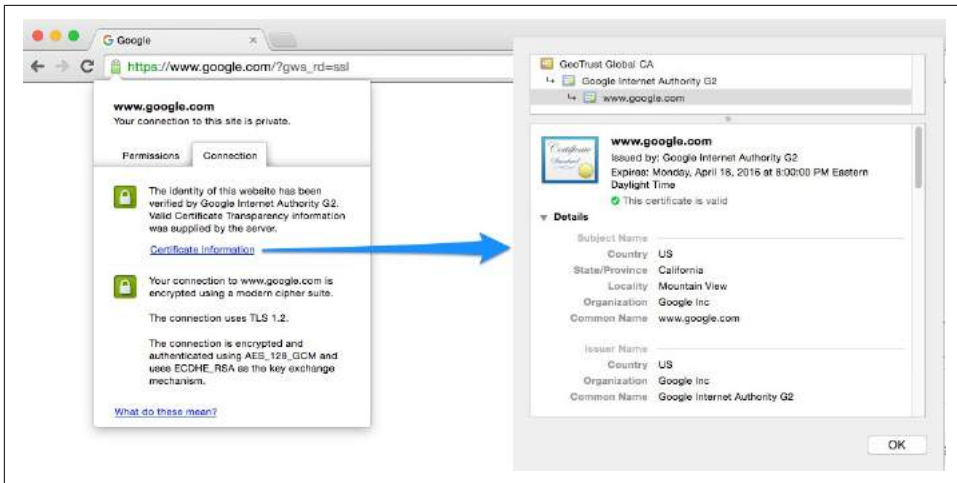 G Google
https://www.google.com/?gws_rd=ssl
www.google.com
Your connection to this site is private.
Permissions
Connection
The identity of this website has been
verified by Google Internet Authority G2.
Valid Certificate Transparency information
was supplied by the server.
Certificate Information
Your connection to www.google.com is
encrypted using a modern cipher suite.
The connection uses TLS 1.2.
The connection is encrypted and
authenticated using AES_128_GCM and
uses ECDHE_RSA as the key exchange
mechanism.
What do these mean?
GeoTrust Global CA
Google Internet Authority G2
www.google.com
Certificate
Standard
www.google.com
Issued by: Google Internet Authority G2
Expires: Monday, April 18, 2016 at 8:00:00 PM Eastern
Daylight Time
This certificate is valid
Details
Subject Name
Country US
State/Province California
Locality Mountain View
Organization Google Inc
Common Name www.google.com
Issuer Name
Country US
Organization Google Inc
Common Name Google Internet Authority G2
OK